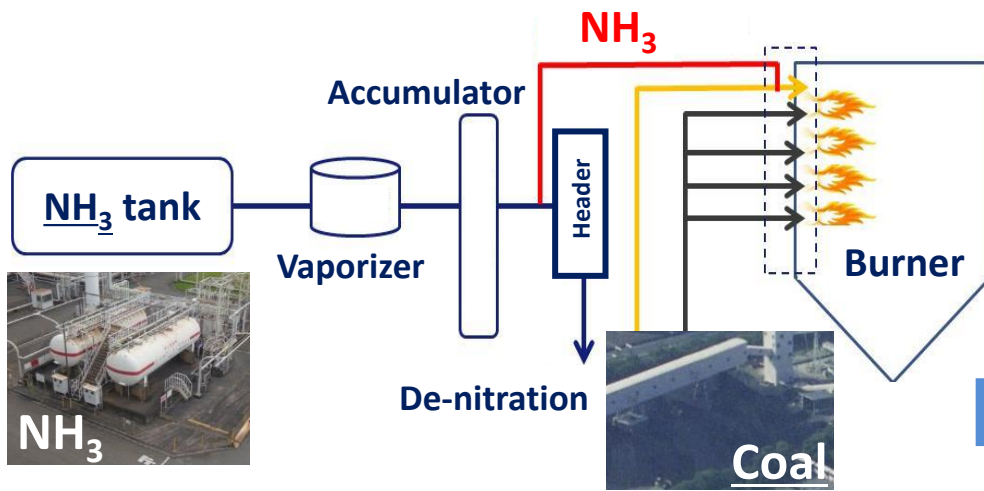 NH₃
Accumulator
NH₃ tank
Header
Vaporizer
Burner
De-nitration
NH₃
Coal